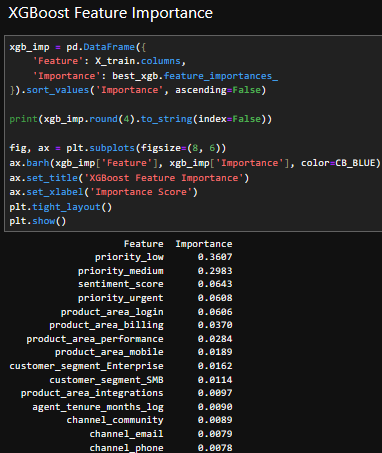 XGBoost Feature Importance
xgb_imp = pd.DataFrame({
    'Feature': X_train.columns,
    'Importance': best_xgb.feature_importances_
}).sort_values('Importance', ascending=False)

print(xgb_imp.round(4).to_string(index=False))

fig, ax = plt.subplots(figsize=(8, 6))
ax.barh(xgb_imp['Feature'], xgb_imp['Importance'], color=CB_BLUE)
ax.set_title('XGBoost Feature Importance')
ax.set_xlabel('Importance Score')
plt.tight_layout()
plt.show()
Feature Importance
priority_low 0.3607
priority_medium 0.2983
sentiment_score 0.0643
priority_urgent 0.0608
product_area_login 0.0606
product_area_billing 0.0370
product_area_performance 0.0284
product_area_mobile 0.0189
customer_segment_Enterprise 0.0162
customer_segment_SMB 0.0114
product_area_integrations 0.0097
agent_tenure_months_log 0.0090
channel_community 0.0089
channel_email 0.0079
channel_phone 0.0078